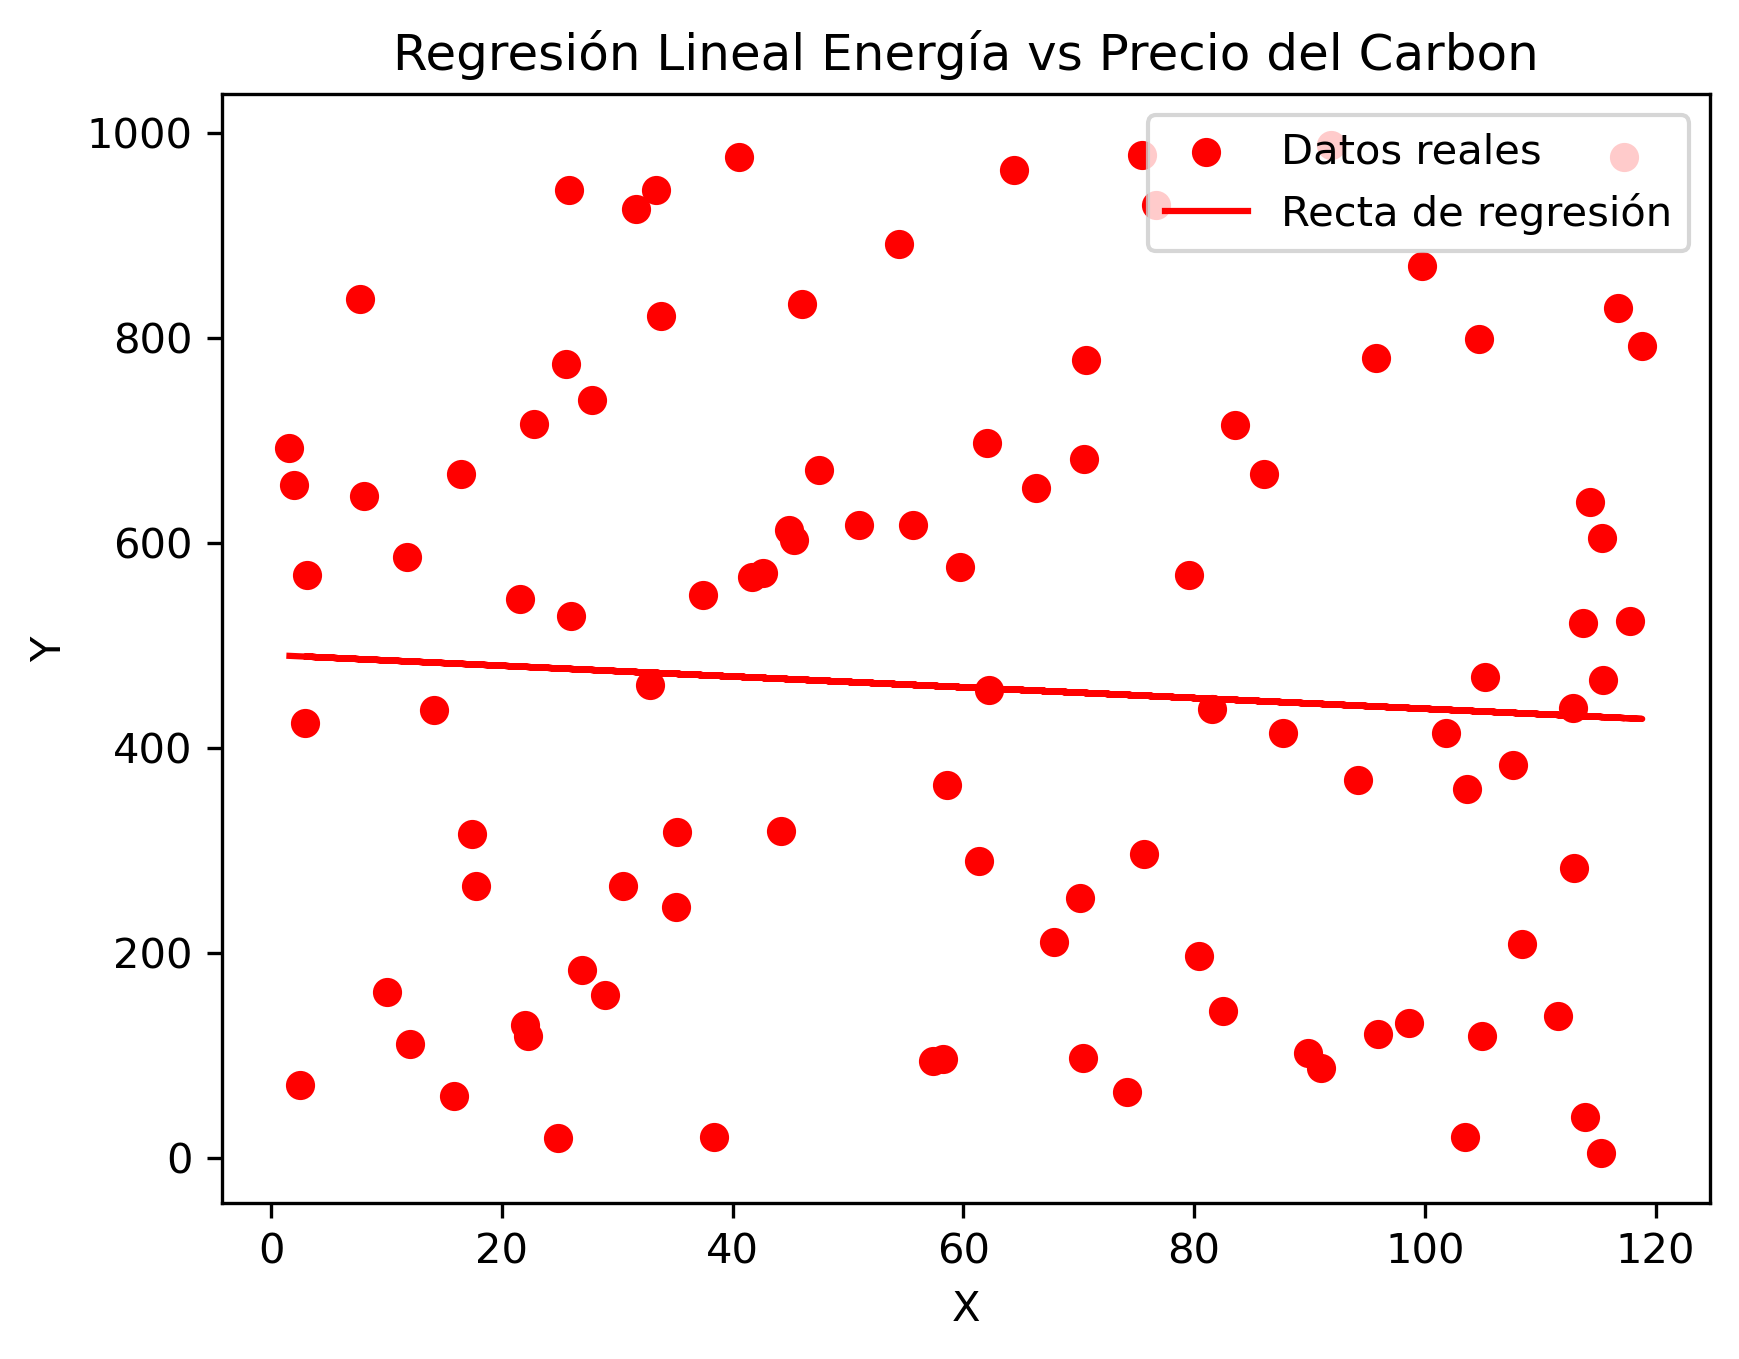 Regresión Lineal Energía vs Precio del Carbon
1000
800
600
400
200
0
Y
Datos reales
Recta de regresión
0 20 40 60 80 100 120
X